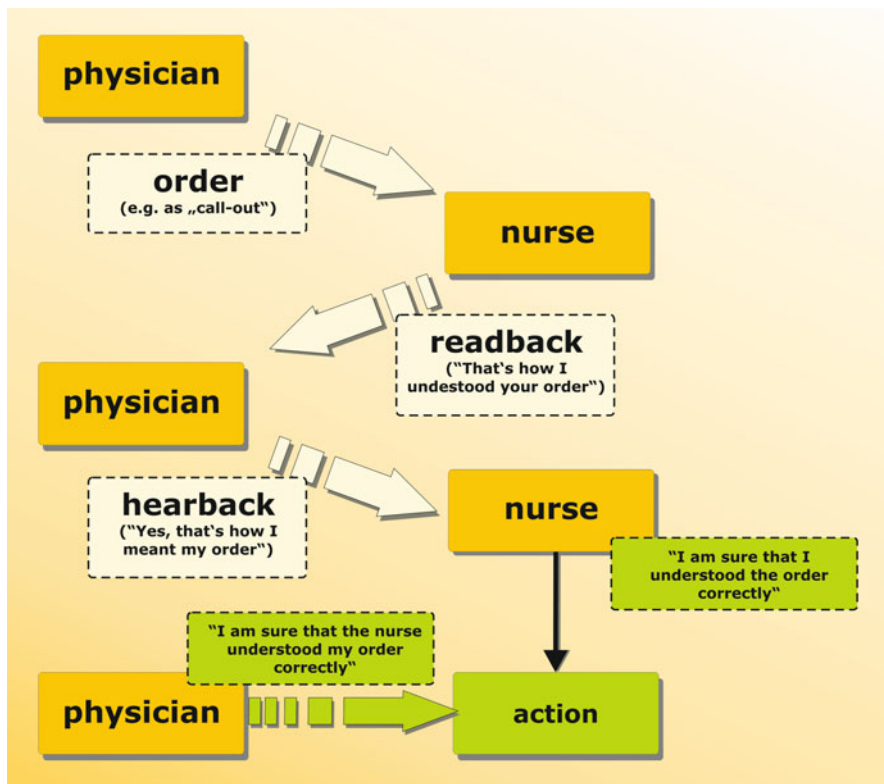 physician
order
(e.g. as „call-out“)
nurse
readback
(“That‘s how I
undestood your order“)
physician
hearback
(“Yes, that‘s how I
meant my order“)
nurse
“I am sure that I
understood the order
correctly“
“I am sure that the nurse
understood my order
correctly“
physician
action